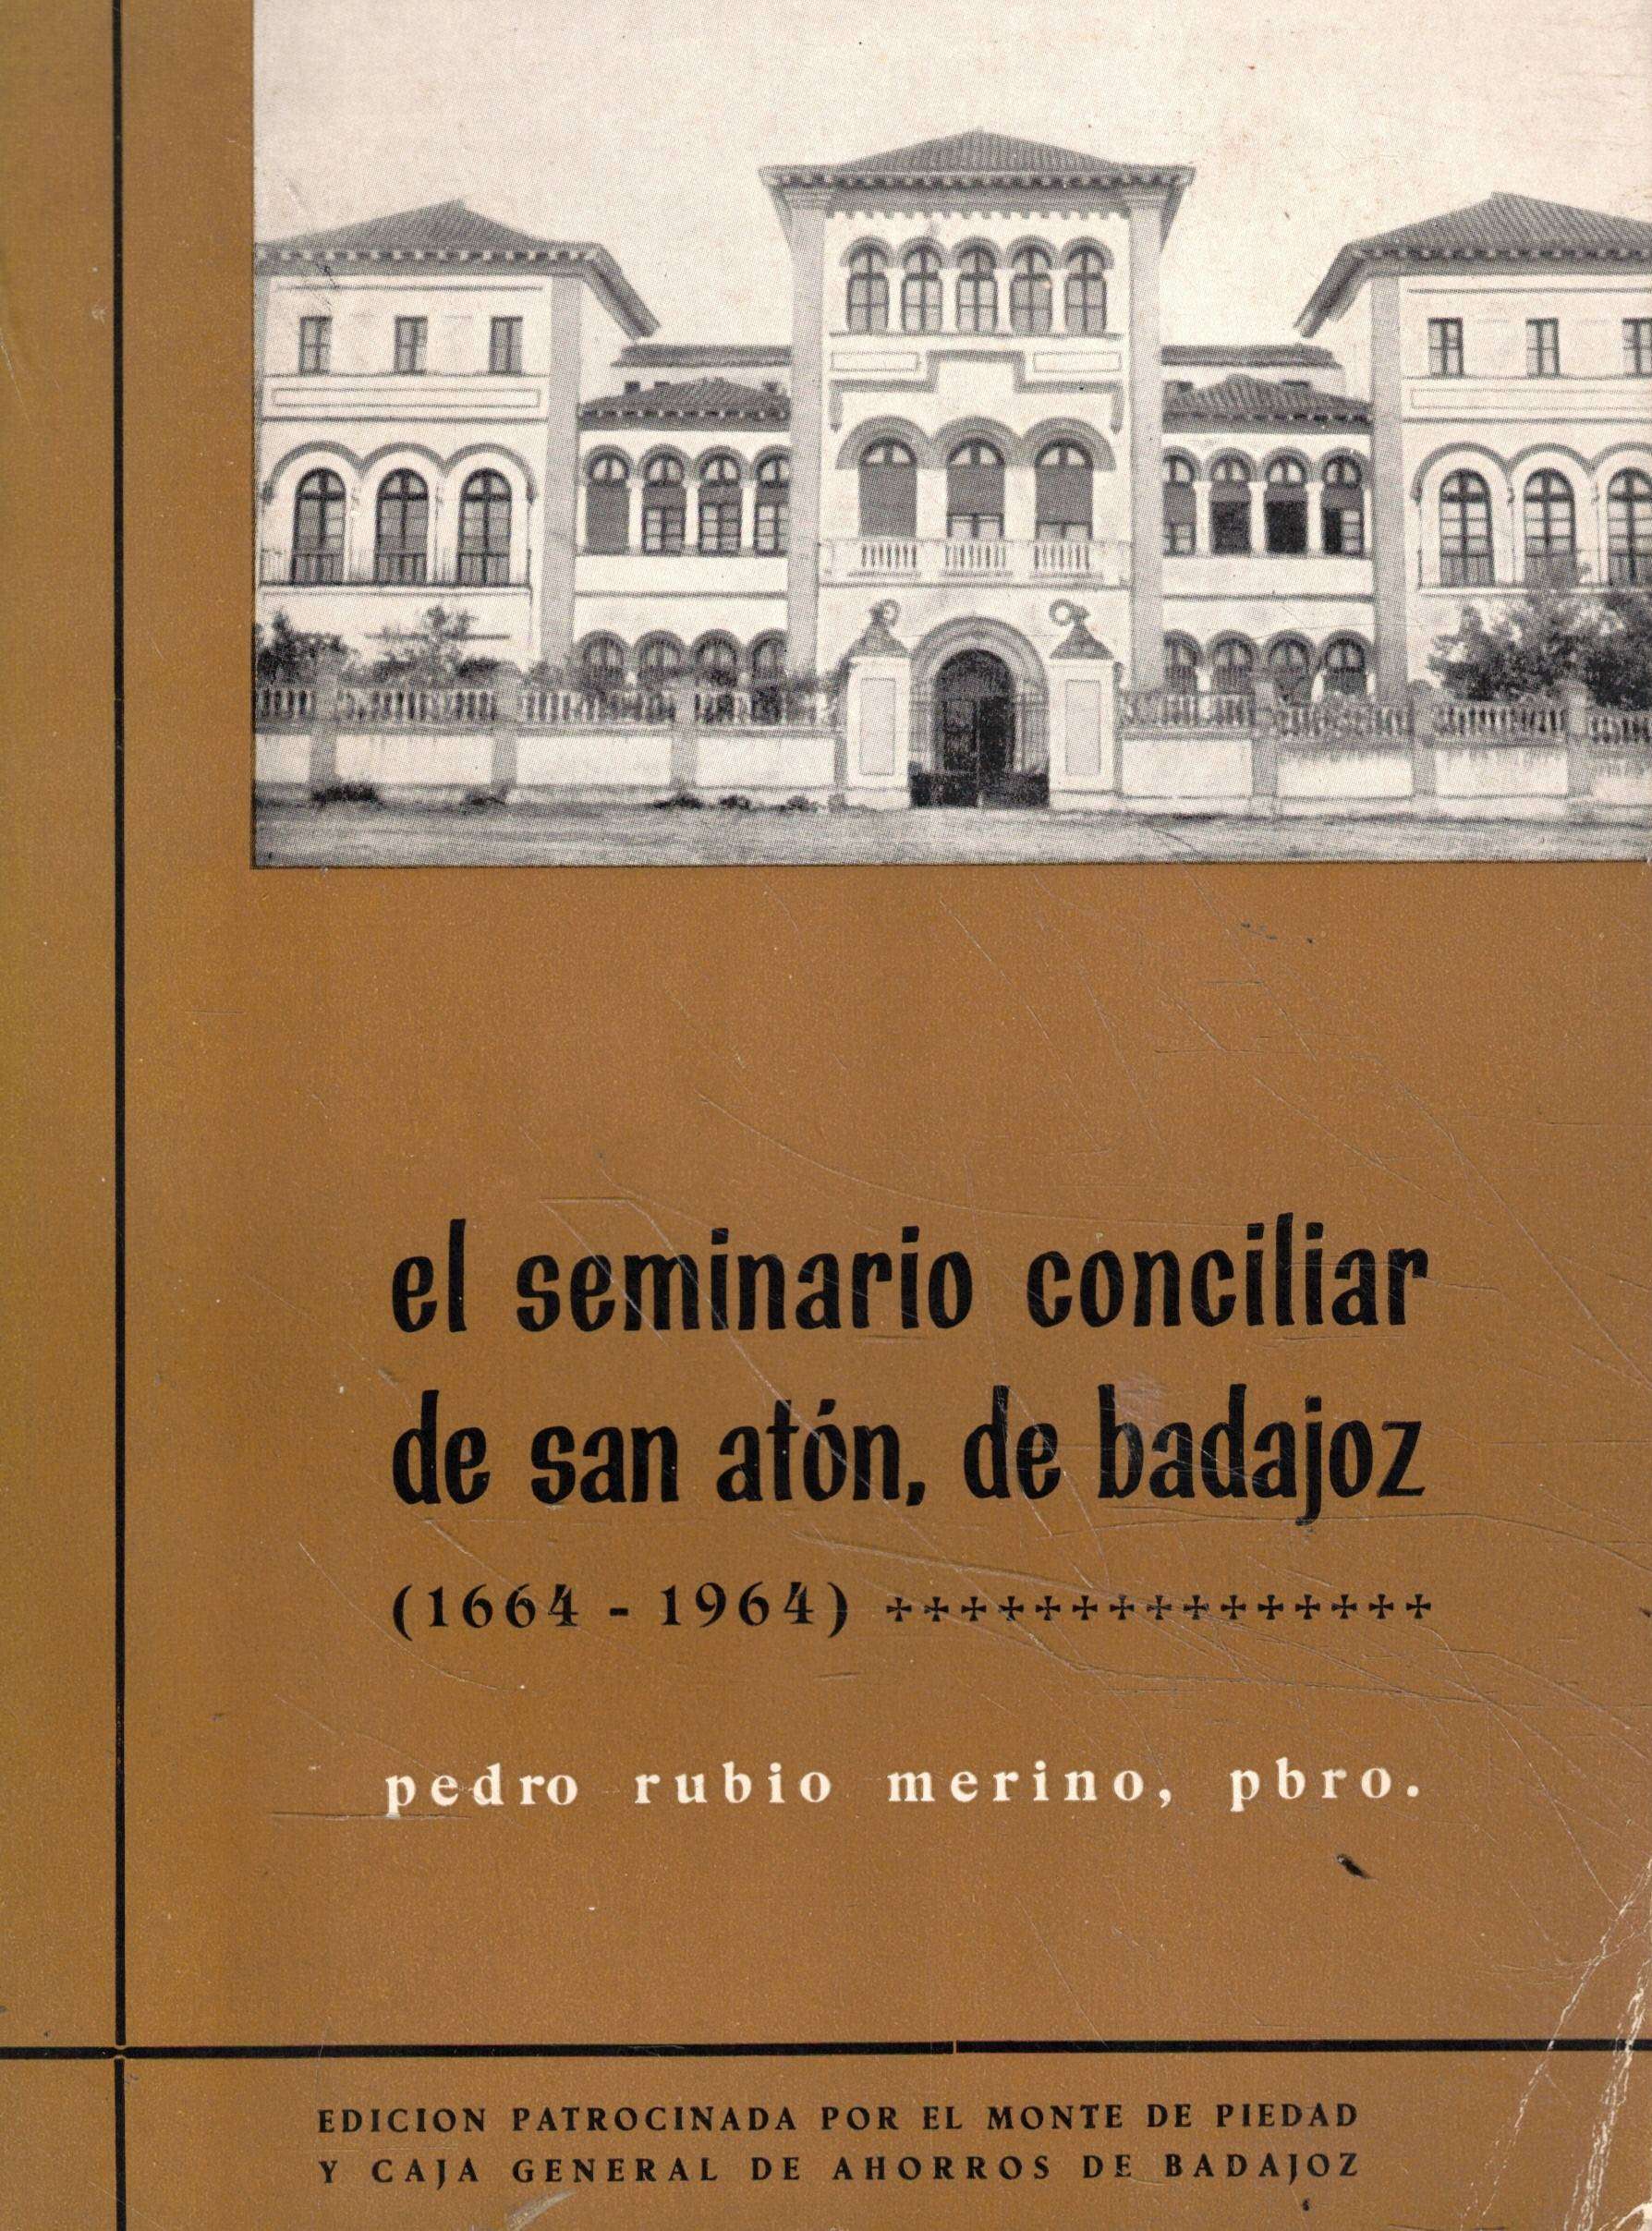 el seminario conciliar
de san atón, de badajoz
(1664 - 1964) ✢✢✢✢✢✢✢✢✢✢✢✢✢✢✢
pedro rubio merino, pbro.
EDICION PATROCINADA POR EL MONTE DE PIEDAD
Y CAJA GENERAL DE AHORROS DE BADAJOZ